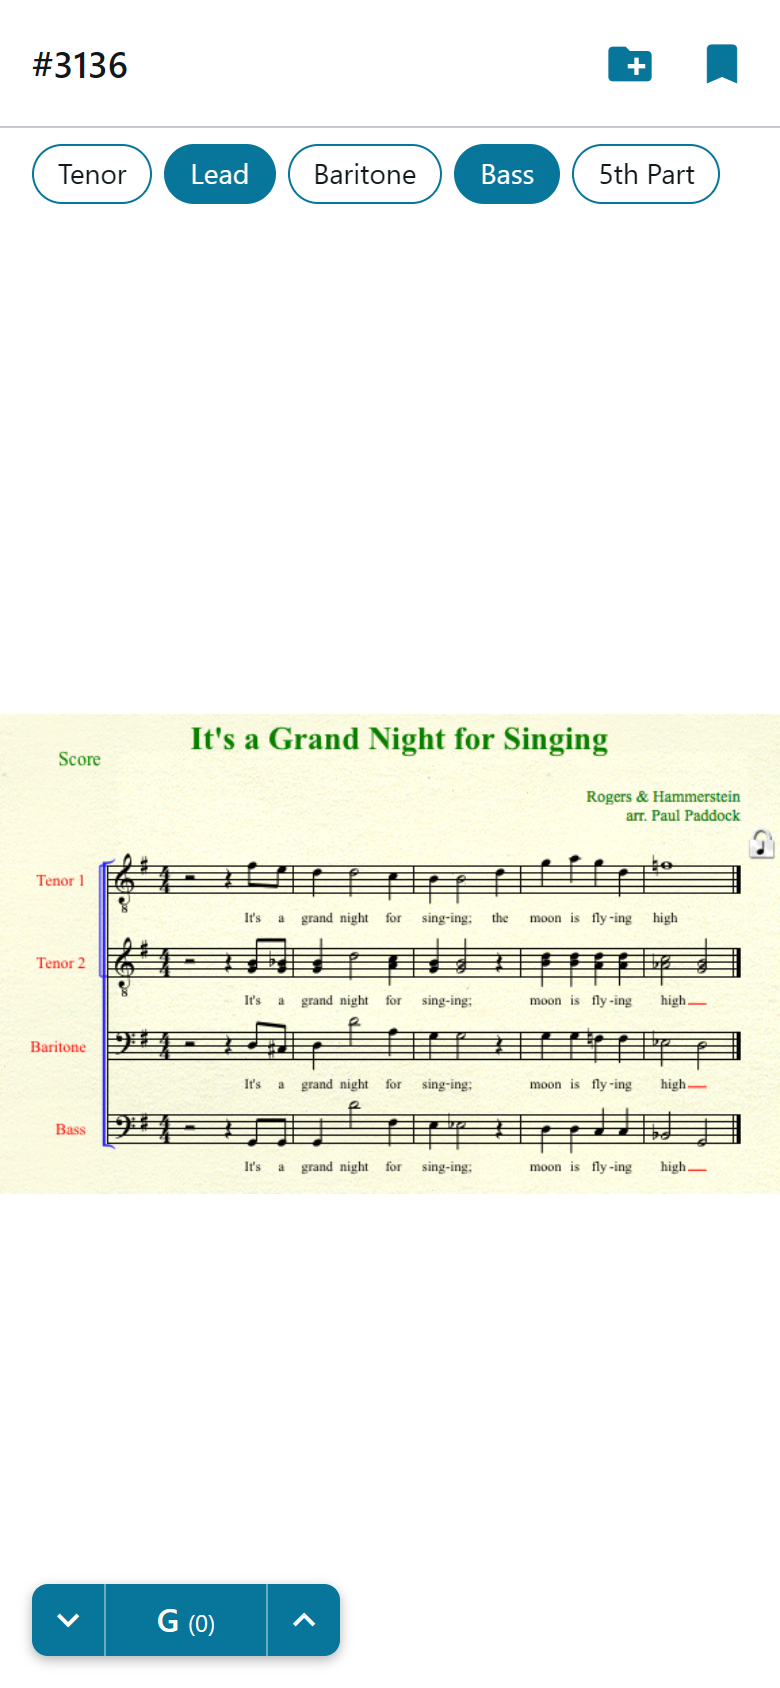 #3136
Tenor Lead Baritone Bass 5th Part
It's a Grand Night for Singing
Score
Rogers & Hammerstein
arr. Paul Paddock
Tenor 1
8
It's a grand night for sing-ing; the moon is fly-ing high
Tenor 2
8
It's a grand night for sing-ing; moon is fly-ing high
Baritone
It's a grand night for sing-ing; moon is fly-ing high
Bass
It's a grand night for sing-ing; moon is fly-ing high
G (0)